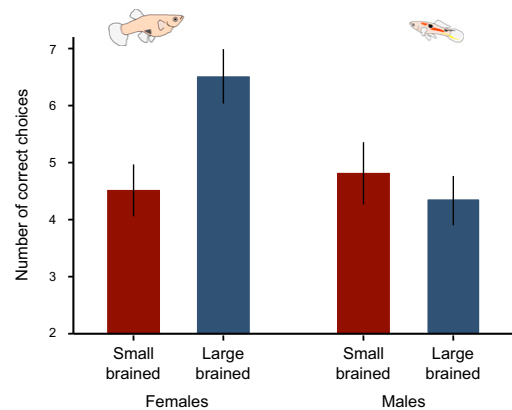 Number of correct choices
7
6
5
4
3
2
Small
brained
Large
brained
Small
brained
Large
brained
Females
Males